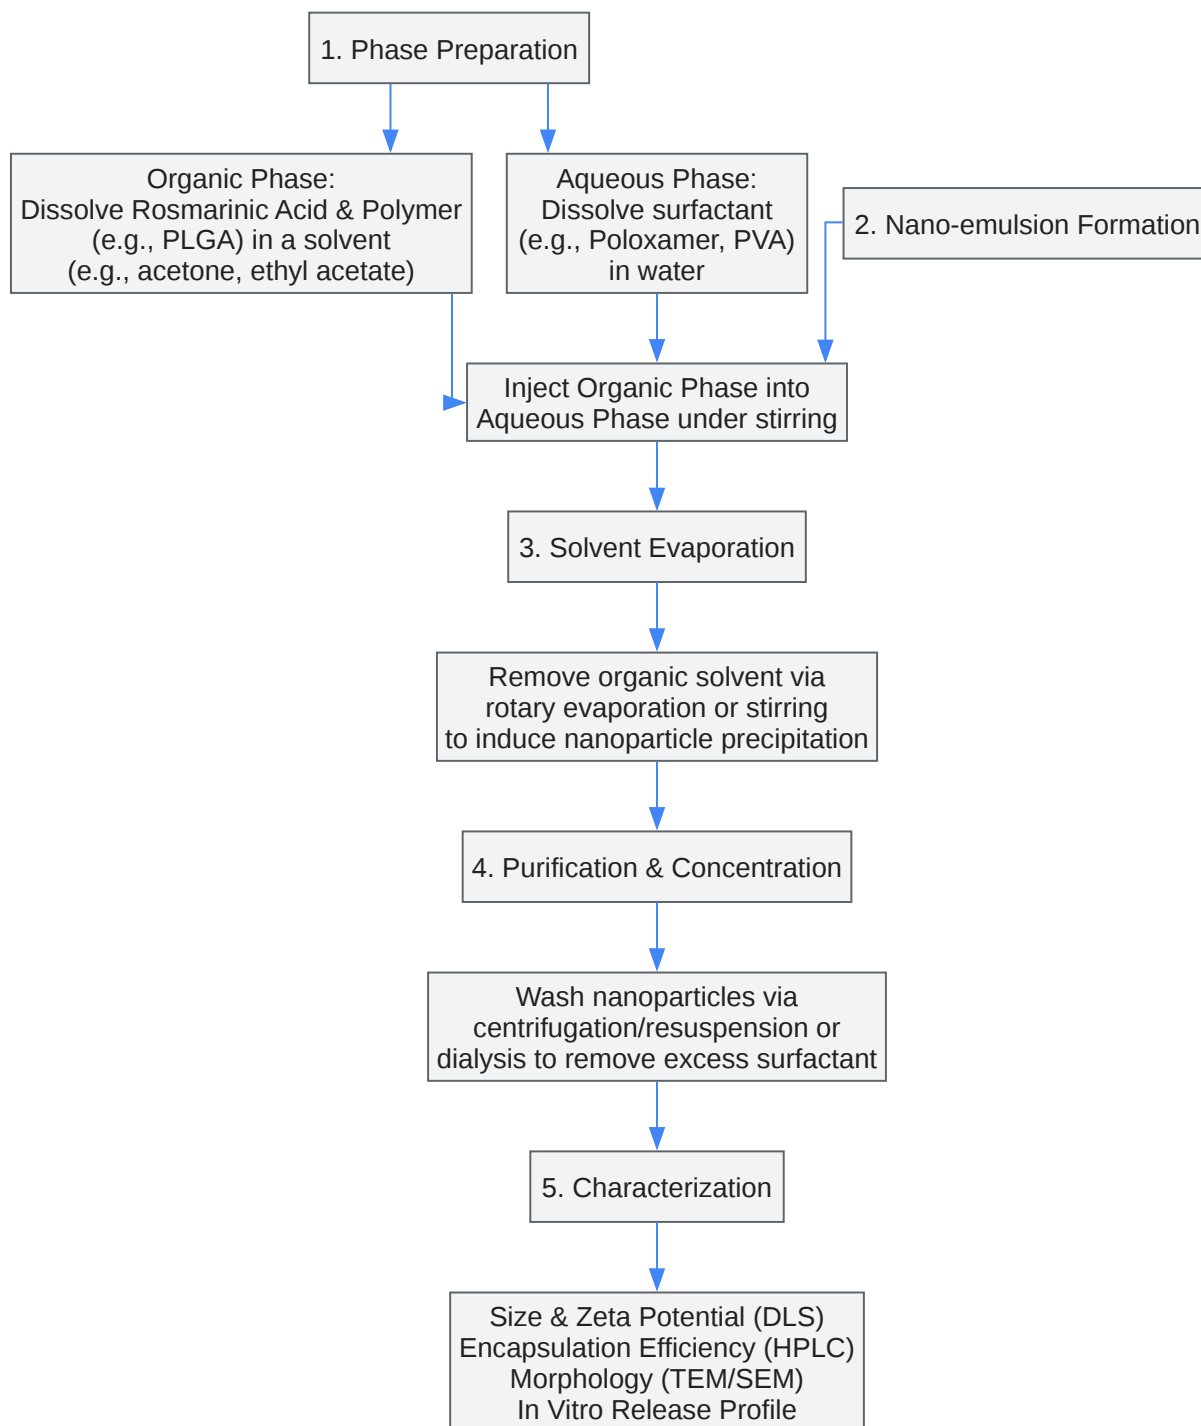 1. Phase Preparation
Organic Phase:
Dissolve Rosmarinic Acid & Polymer
(e.g., PLGA) in a solvent
(e.g., acetone, ethyl acetate)
Aqueous Phase:
Dissolve surfactant
(e.g., Poloxamer, PVA)
in water
2. Nano-emulsion Formation
Inject Organic Phase into
Aqueous Phase under stirring
3. Solvent Evaporation
Remove organic solvent via
rotary evaporation or stirring
to induce nanoparticle precipitation
4. Purification & Concentration
Wash nanoparticles via
centrifugation/resuspension or
dialysis to remove excess surfactant
5. Characterization
Size & Zeta Potential (DLS)
Encapsulation Efficiency (HPLC)
Morphology (TEM/SEM)
In Vitro Release Profile